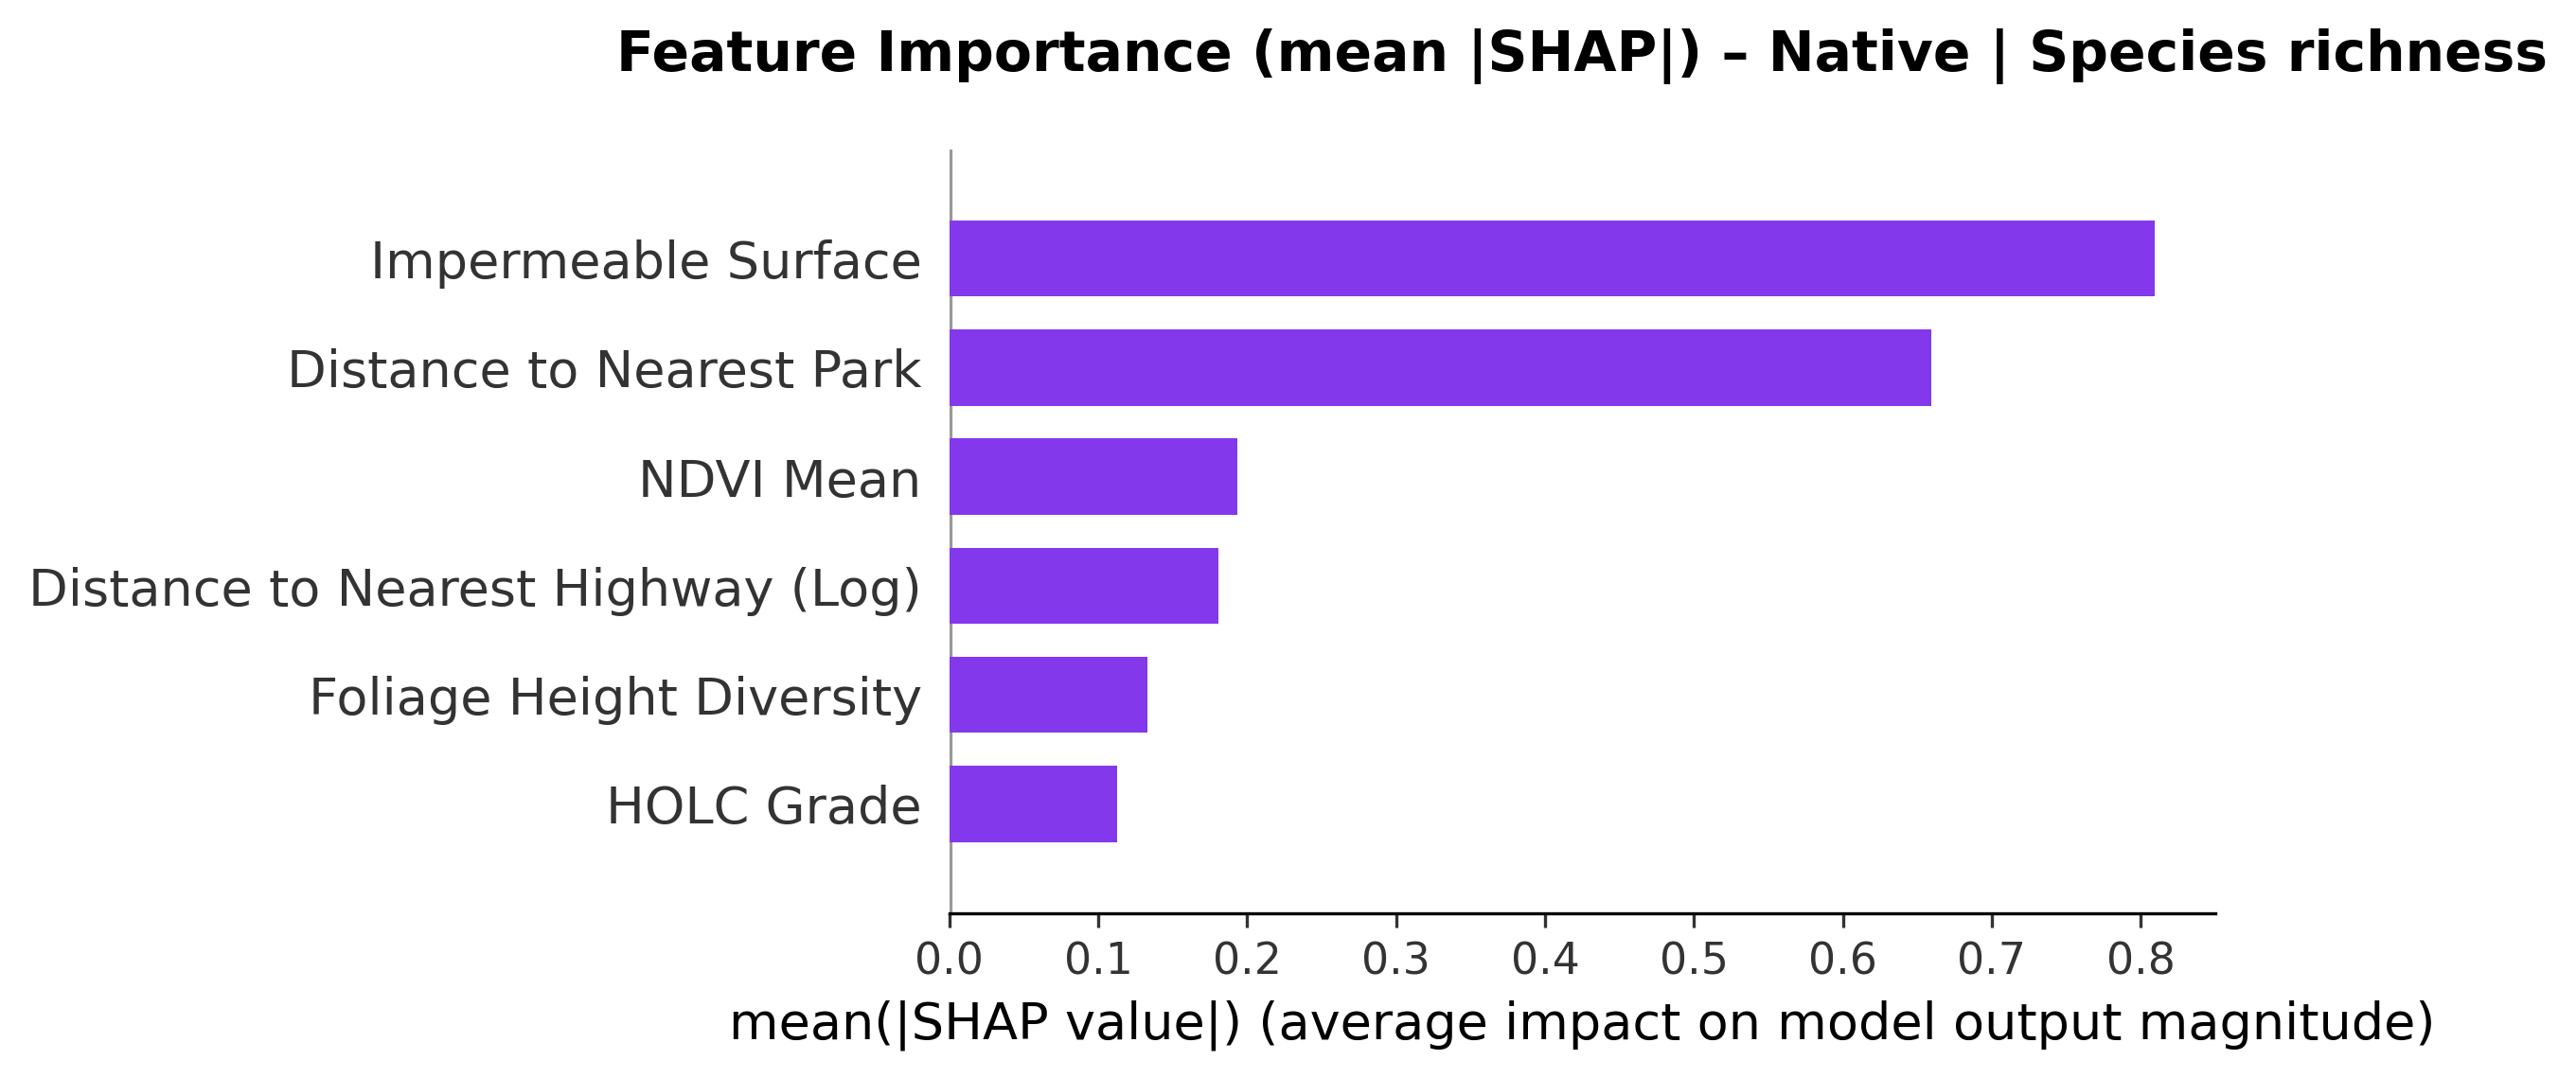 Feature Importance (mean |SHAP|) – Native | Species richness
Impermeable Surface
Distance to Nearest Park
NDVI Mean
Distance to Nearest Highway (Log)
Foliage Height Diversity
HOLC Grade
0.0 0.1 0.2 0.3 0.4 0.5 0.6 0.7 0.8
mean(|SHAP value|) (average impact on model output magnitude)